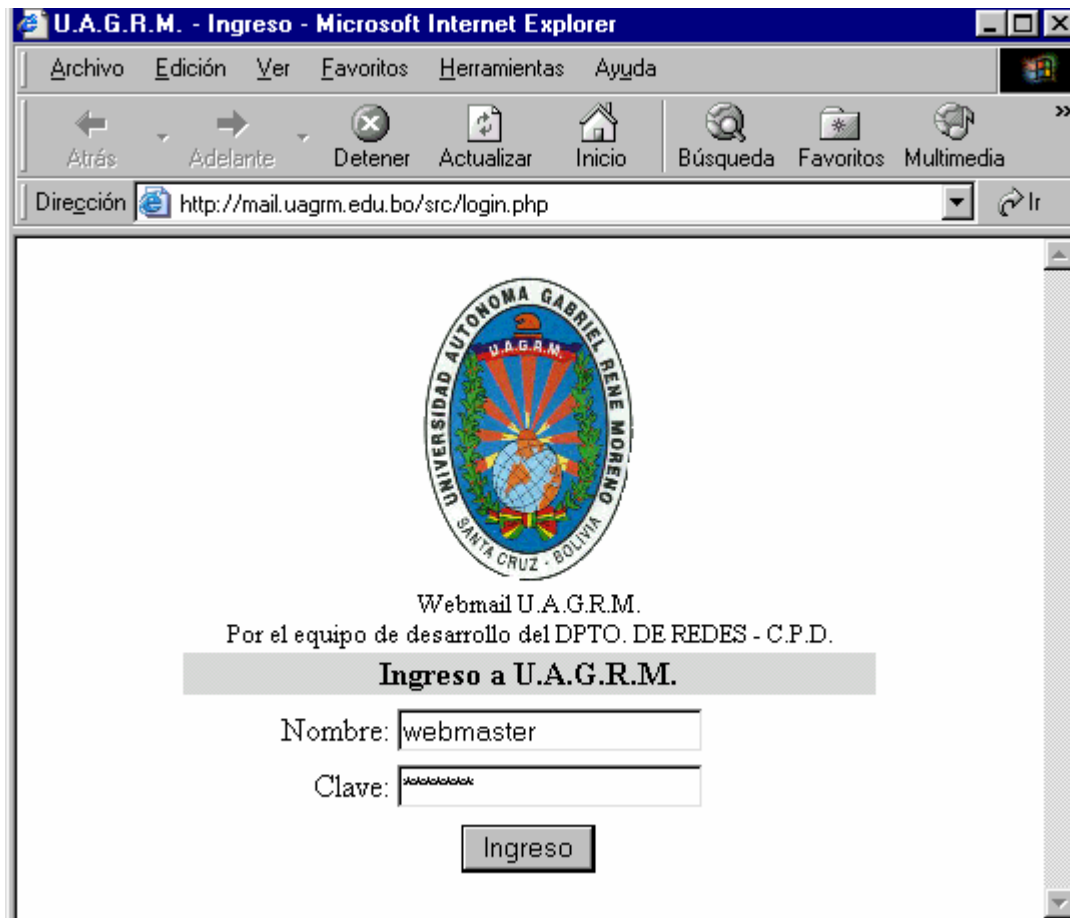 U.A.G.R.M. - Ingreso - Microsoft Internet Explorer
Archivo Edición Ver Favoritos Herramientas Ayuda
Atrás Adelante Detener Actualizar Inicio Búsqueda Favoritos Multimedia »
Dirección http://mail.uagrm.edu.bo/src/login.php Ir
UNIVERSIDAD AUTONOMA GABRIEL RENE MORENO
U.A.G.R.M.
SANTA CRUZ - BOLIVIA
Webmail U.A.G.R.M.
Por el equipo de desarrollo del DPTO. DE REDES - C.P.D.
Ingreso a U.A.G.R.M.
Nombre: webmaster
Clave: ********
Ingreso